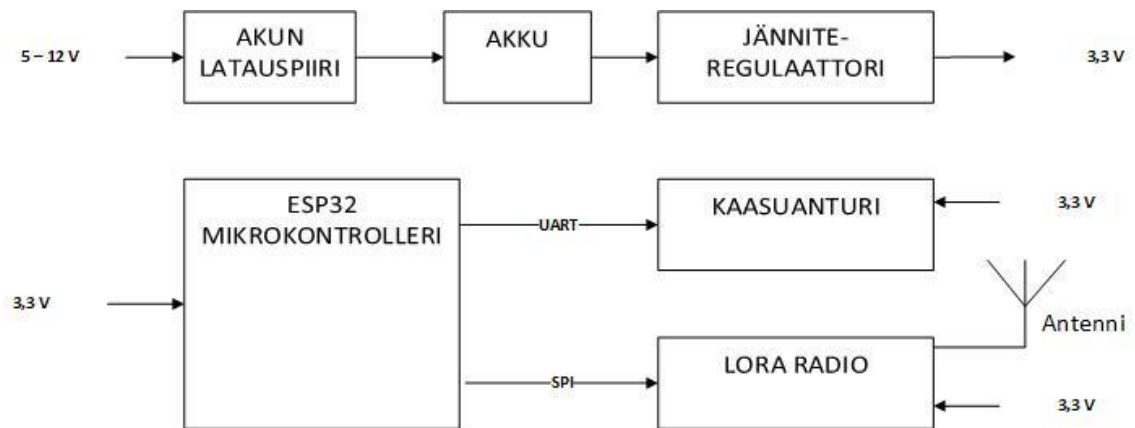 5 – 12 V
AKUN
LATAUSPIIRI
AKKU
JÄNNITE-
REGULAATTORI
3,3 V
ESP32
MIKROKONTROLLERI
UART
KAASUANTURI
3,3 V
3,3 V
Antenni
SPI
LORA RADIO
3,3 V